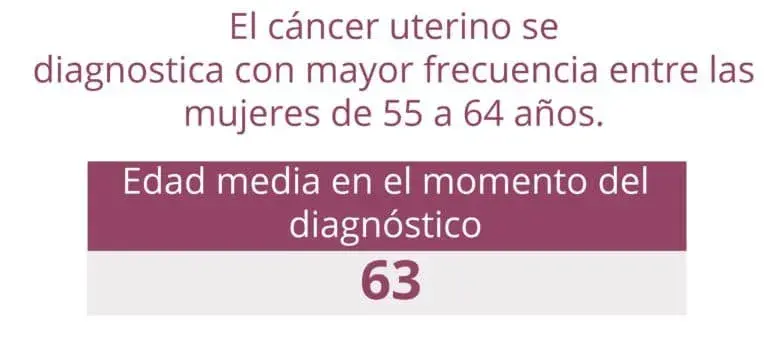 El cáncer uterino se
diagnostica con mayor frecuencia entre las
mujeres de 55 a 64 años.
Edad media en el momento del
diagnóstico
63